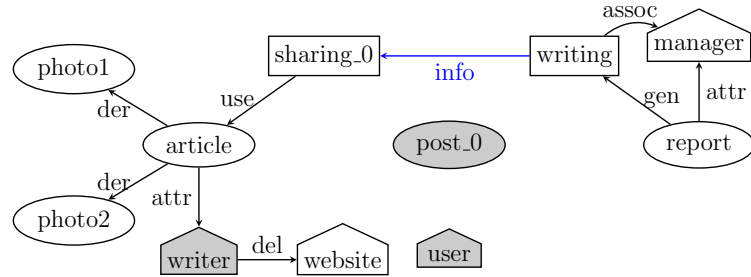 assoc
sharing_0
writing
manager
photo1
info
use
gen
attr
der
article
post_0
report
der
attr
photo2
del
writer
website
user